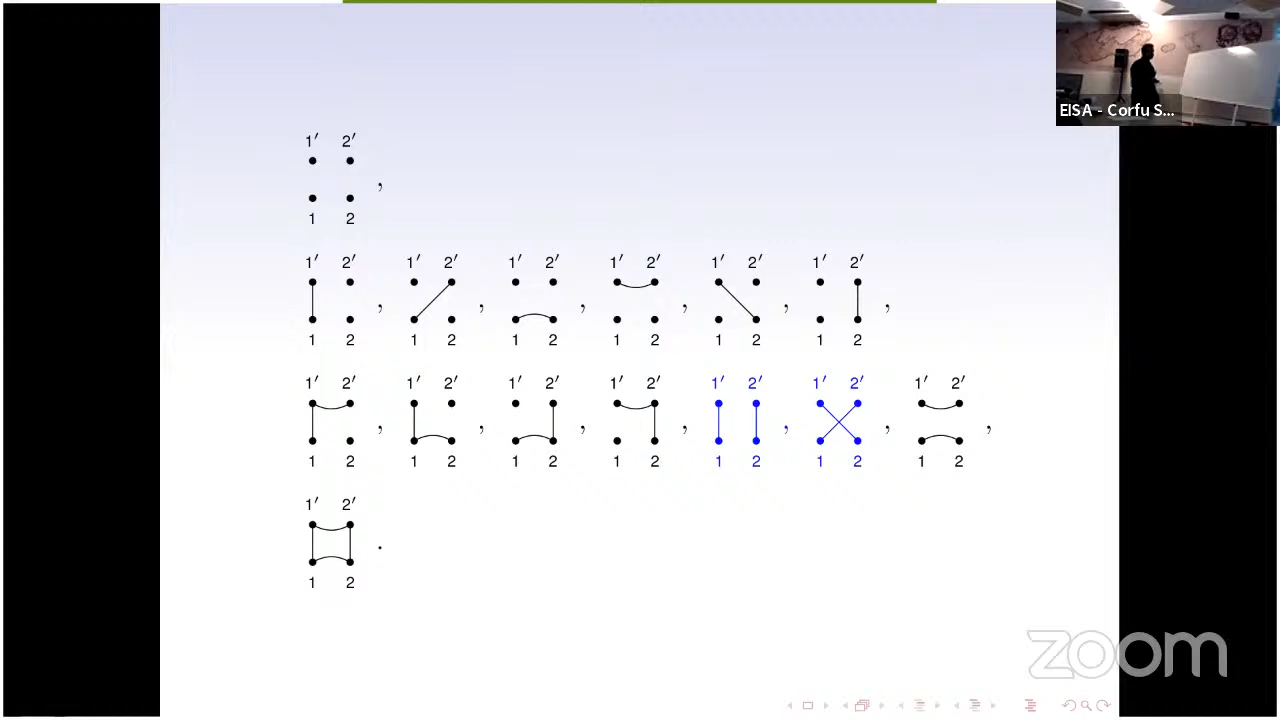 EISA - Corfu S...
1′ 2′
,
1 2
1′ 2′ 1′ 2′ 1′ 2′ 1′ 2′ 1′ 2′ 1′ 2′
, , , , , ,
1 2 1 2 1 2 1 2 1 2 1 2
1′ 2′ 1′ 2′ 1′ 2′ 1′ 2′ 1′ 2′ 1′ 2′ 1′ 2′
, , , , , , ,
1 2 1 2 1 2 1 2 1 2 1 2 1 2
1′ 2′
.
1 2
zoom